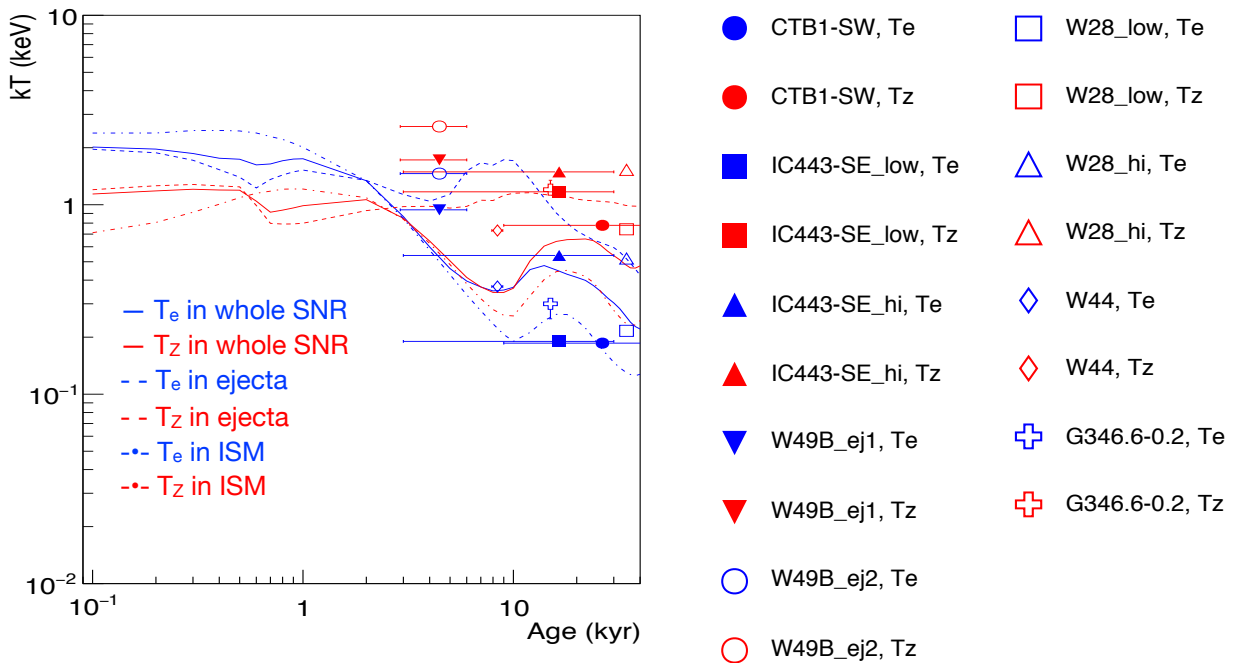 kT (keV)
10
1
10⁻¹
10⁻²
10⁻¹
1
10
Age (kyr)
Te in whole SNR
TZ in whole SNR
Te in ejecta
TZ in ejecta
Te in ISM
TZ in ISM
CTB1-SW, Te
CTB1-SW, Tz
IC443-SE_low, Te
IC443-SE_low, Tz
IC443-SE_hi, Te
IC443-SE_hi, Tz
W49B_ej1, Te
W49B_ej1, Tz
W49B_ej2, Te
W49B_ej2, Tz
W28_low, Te
W28_low, Tz
W28_hi, Te
W28_hi, Tz
W44, Te
W44, Tz
G346.6-0.2, Te
G346.6-0.2, Tz